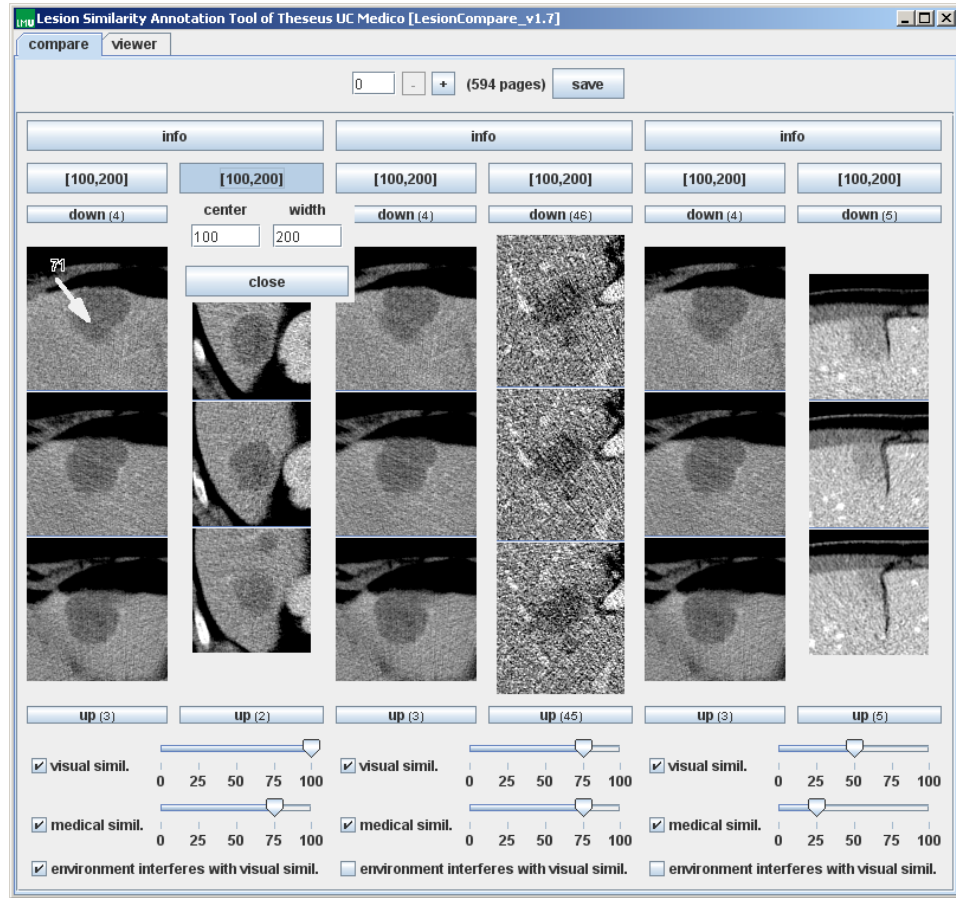 LMU Lesion Similarity Annotation Tool of Theseus UC Medico [LesionCompare_v1.7]
compare viewer
0 - + (594 pages) save
info info info
[100,200] [100,200] [100,200] [100,200] [100,200] [100,200]
down (4) center width down (4) down (46) down (4) down (5)
100 200
close
71
up (3) up (2) up (3) up (45) up (3) up (5)
visual simil. visual simil. visual simil.
0 25 50 75 100 0 25 50 75 100 0 25 50 75 100
medical simil. medical simil. medical simil.
0 25 50 75 100 0 25 50 75 100 0 25 50 75 100
environment interferes with visual simil. environment interferes with visual simil. environment interferes with visual simil.